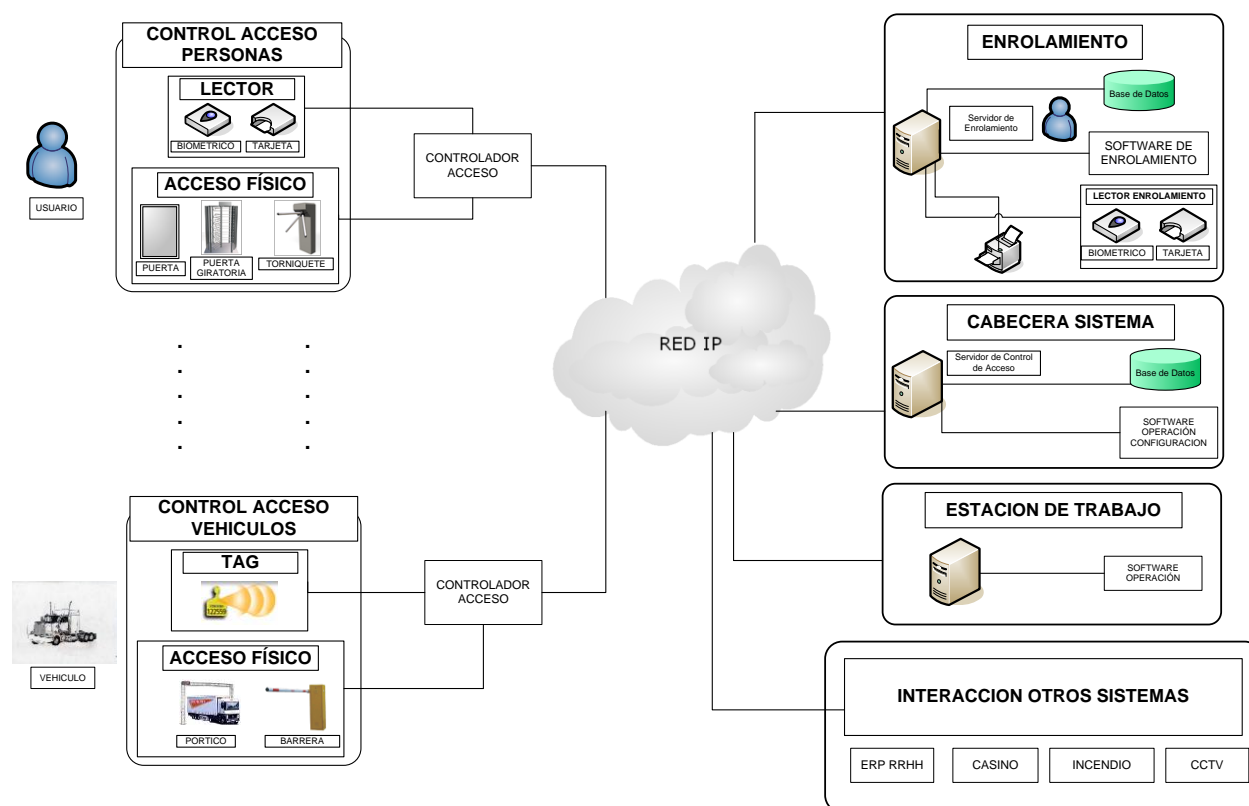 CONTROL ACCESO
PERSONAS
LECTOR
BIOMETRICO
TARJETA
ACCESO FÍSICO
PUERTA
PUERTA
GIRATORIA
TORNIQUETE
USUARIO
CONTROLADOR
ACCESO
CONTROL ACCESO
VEHICULOS
TAG
122559
ACCESO FÍSICO
PORTICO
BARRERA
VEHICULO
CONTROLADOR
ACCESO
RED IP
ENROLAMIENTO
Base de Datos
Servidor de
Enrolamiento
SOFTWARE DE
ENROLAMIENTO
LECTOR ENROLAMIENTO
BIOMETRICO
TARJETA
CABECERA SISTEMA
Servidor de Control
de Acceso
Base de Datos
SOFTWARE
OPERACIÓN
CONFIGURACION
ESTACION DE TRABAJO
SOFTWARE
OPERACIÓN
INTERACCION OTROS SISTEMAS
ERP RRHH
CASINO
INCENDIO
CCTV